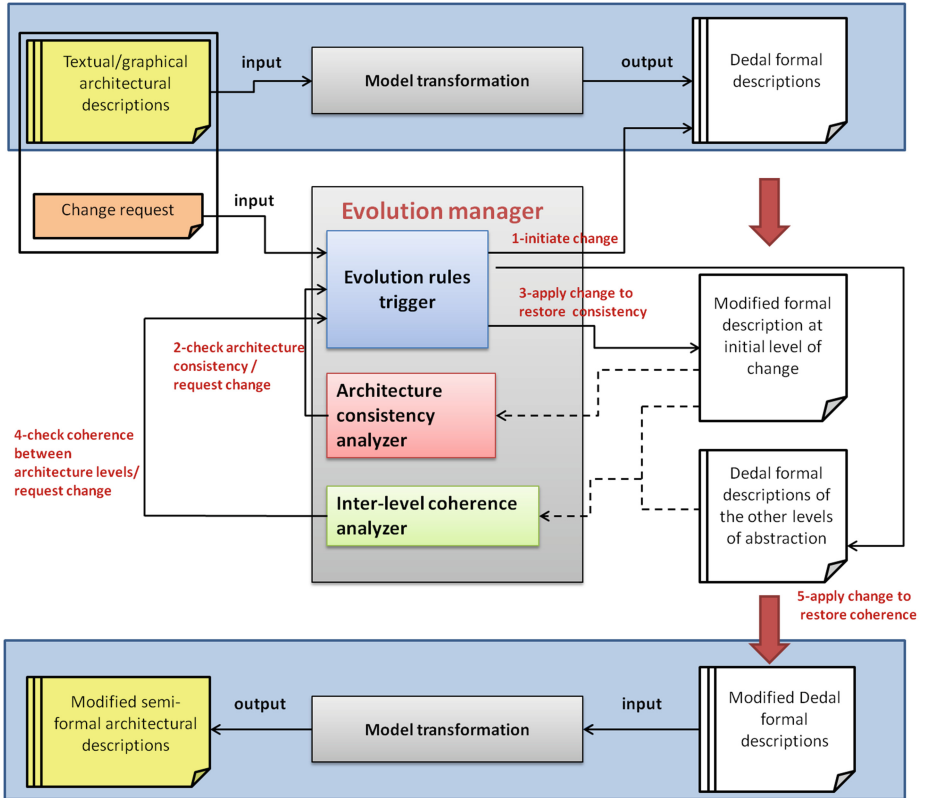 Textual/graphical
architectural
descriptions
input
Model transformation
output
Dedal formal
descriptions
Change request
input
Evolution manager
1-initiate change
Evolution rules
trigger
3-apply change to
restore consistency
Modified formal
description at
initial level of
change
2-check architecture
consistency /
request change
Architecture
consistency
analyzer
4-check coherence
between
architecture levels/
request change
Inter-level coherence
analyzer
Dedal formal
descriptions of
the other levels
of abstraction
5-apply change to
restore coherence
Modified semi-
formal architectural
descriptions
output
Model transformation
input
Modified Dedal
formal
descriptions